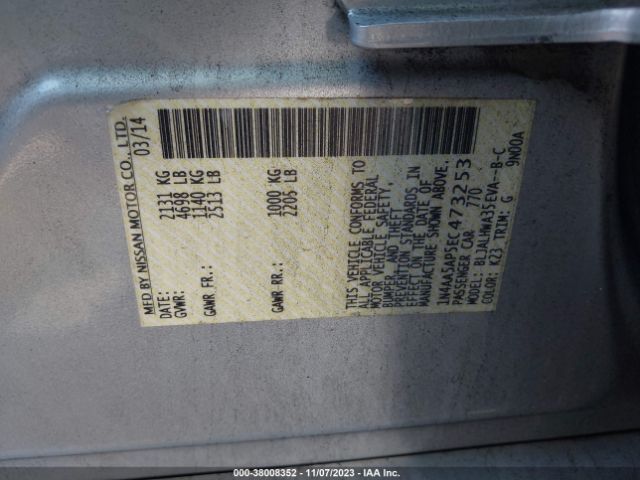 MFD BY NISSAN MOTOR CO., LTD.
DATE: 03/14
GVWR: 2131 KG
4698 LB
GAWR FR.: 1140 KG
2513 LB
GAWR RR.: 1000 KG
2205 LB
THIS VEHICLE CONFORMS TO
ALL APPLICABLE FEDERAL
MOTOR VEHICLE SAFETY,
BUMPER, AND THEFT
PREVENTION STANDARDS IN
EFFECT ON THE DATE OF
MANUFACTURE SHOWN ABOVE.
1N4AA5AP5EC473253
PASSENGER CAR 770
BLJALHWA35EVA--B-C
COLOR: K23 TRIM: G 9N00A
000-38008352 | 11/07/2023 | IAA Inc.